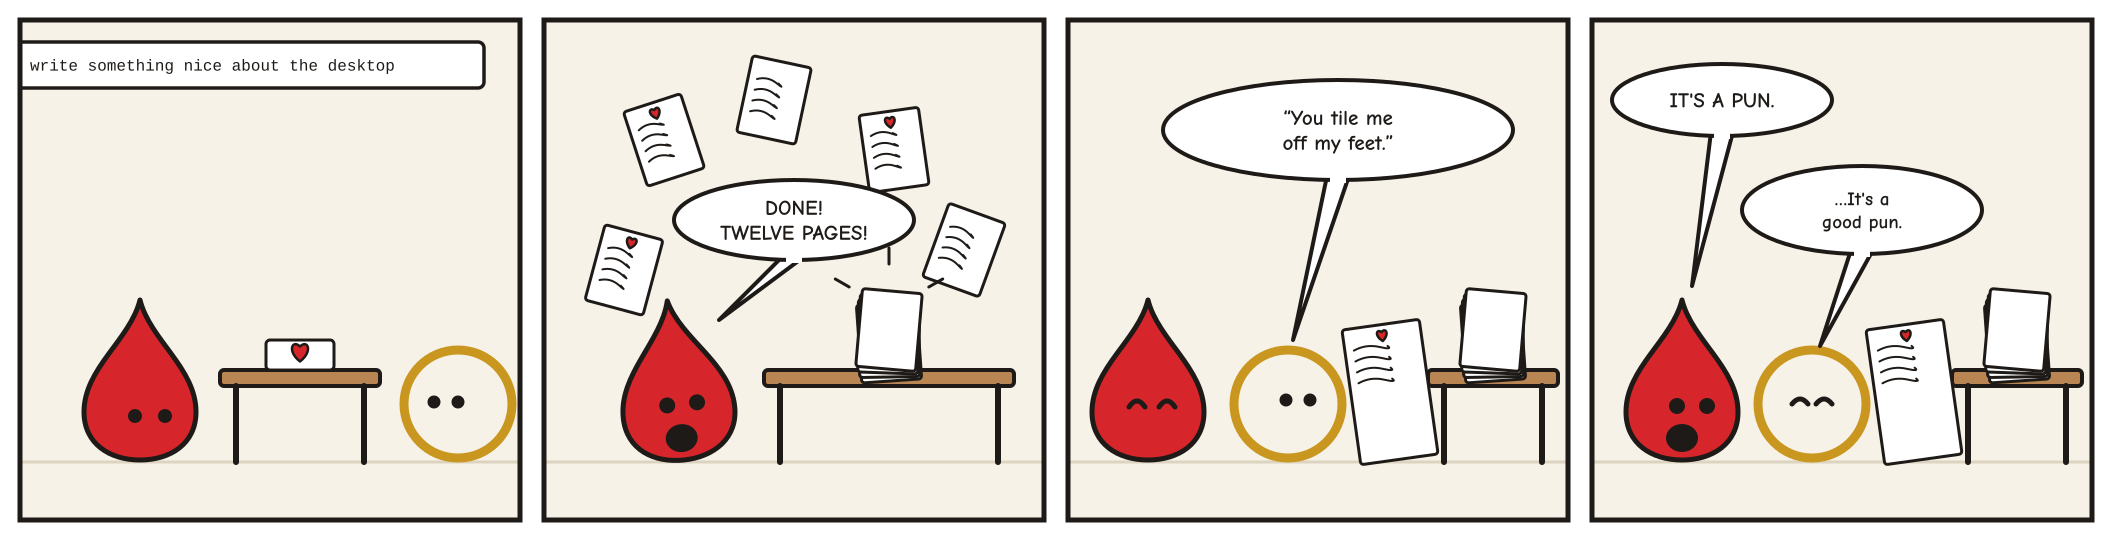 write something nice about the desktop
DONE!
TWELVE PAGES!
"You tile me
off my feet."
IT'S A PUN.
...It's a
good pun.